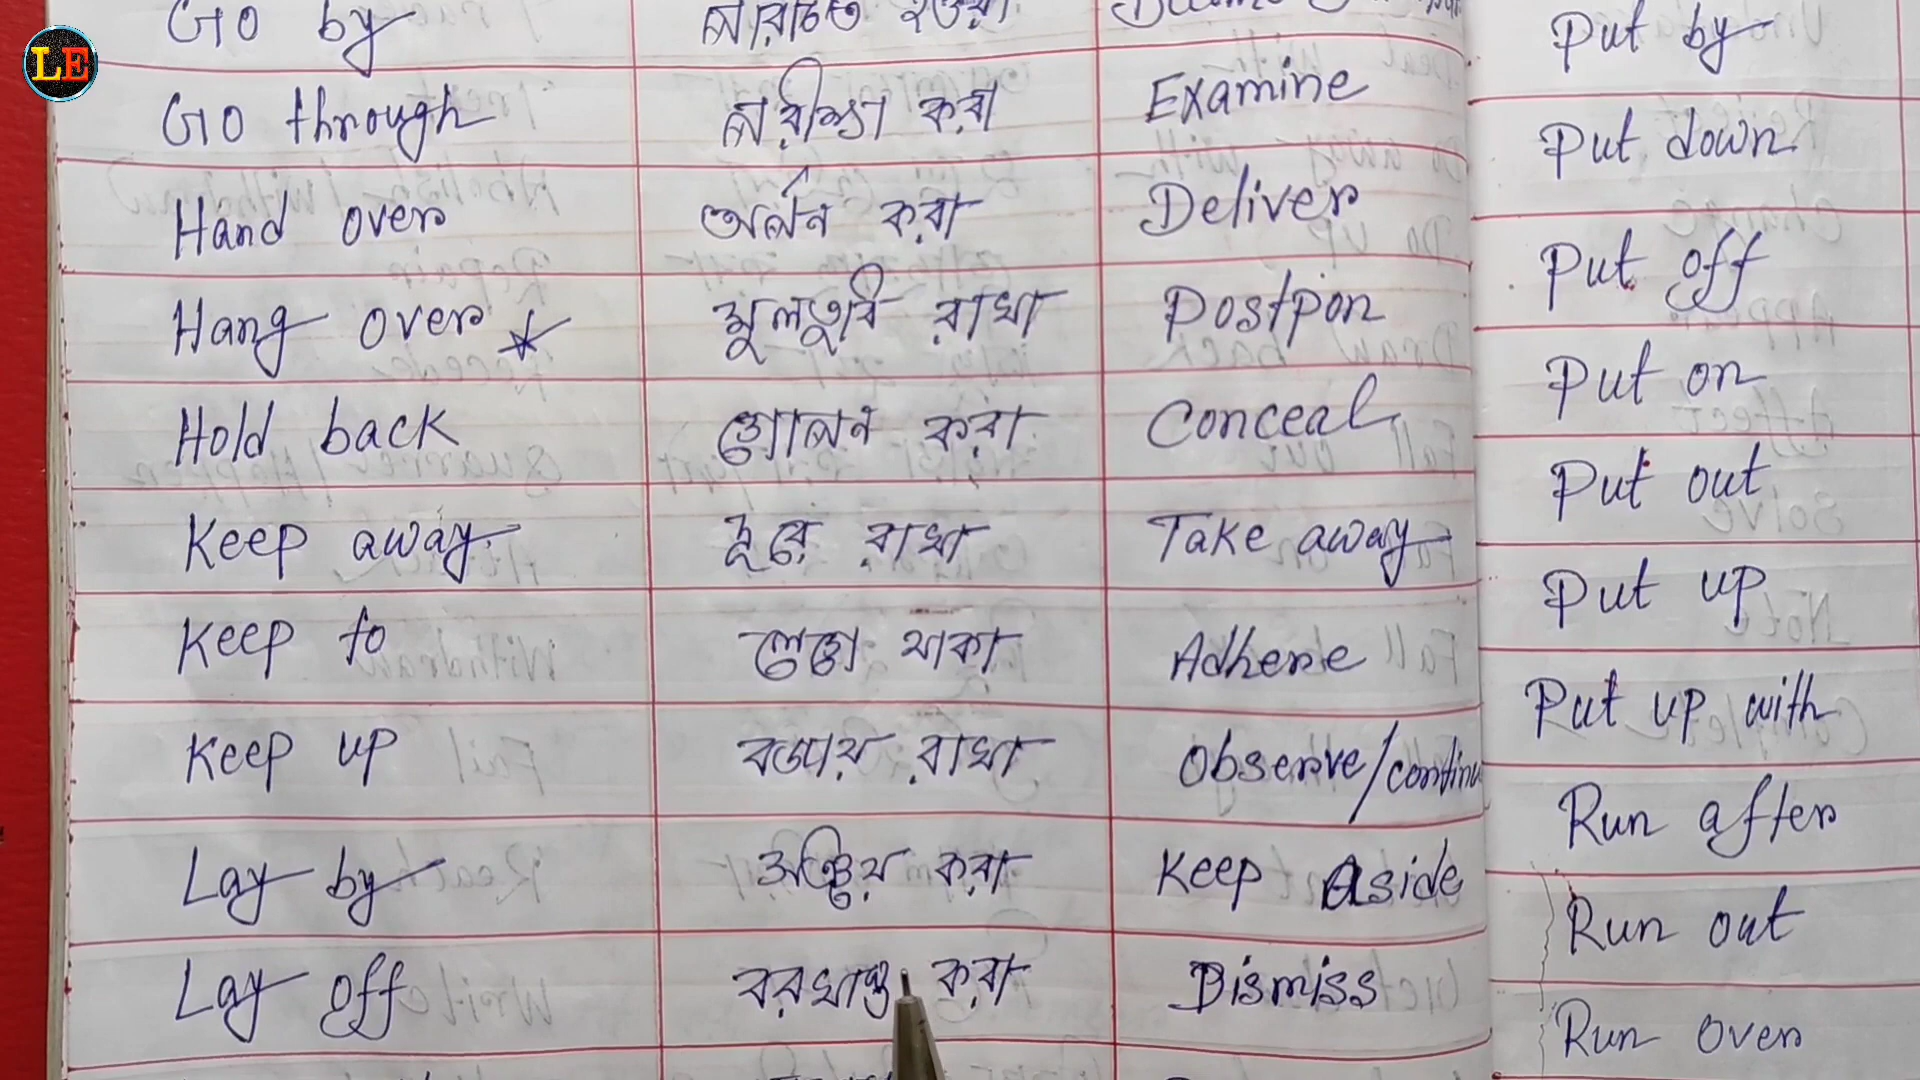 LE
Go by পরিচিত হওয়া
Go through পরীক্ষা করা Examine
Hand over অর্পন করা Deliver
Hang over মুলতুবি রাখা Postpon
Hold back গোপন করা Conceal
Keep away দূরে রাখা Take away
Keep to লেগে থাকা Adhere
Keep up বজায় রাখা Observe/continu
Lay by সঞ্চয় করা Keep Aside
Lay off বরখাস্ত করা Dismiss
Put by
Put down
Put off
Put on
Put out
Put up
Put up with
Run after
Run out
Run over